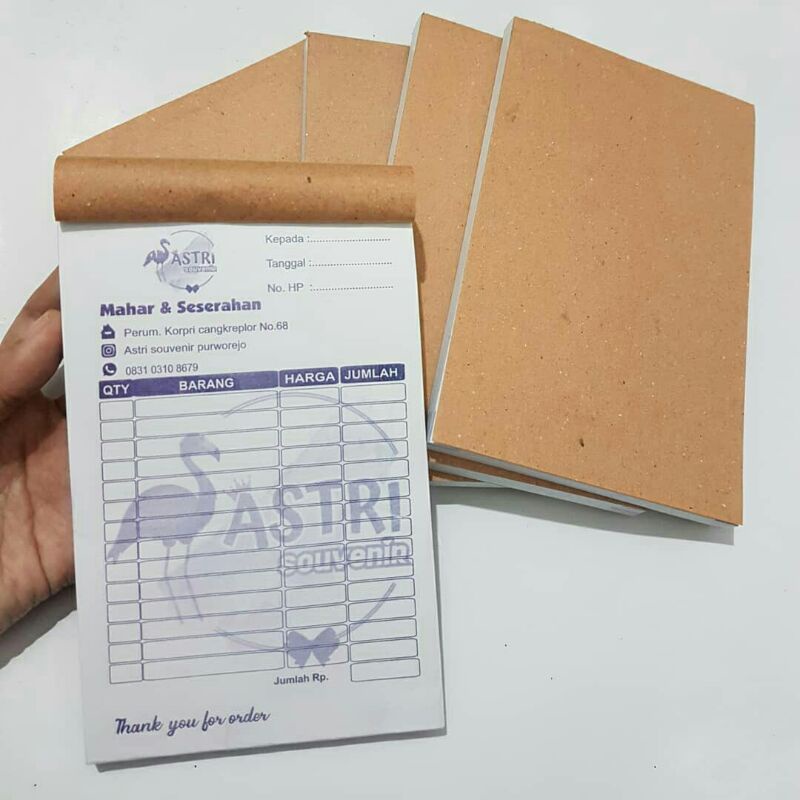 ASTRI
souvenir
Kepada :..............................
Tanggal :..............................
No. HP :..............................
Mahar & Seserahan
Perum. Korpri cangkreplor No.68
Astri souvenir purworejo
0831 0310 8679
QTY BARANG HARGA JUMLAH
ASTRI
souvenir
Jumlah Rp.
Thank you for order